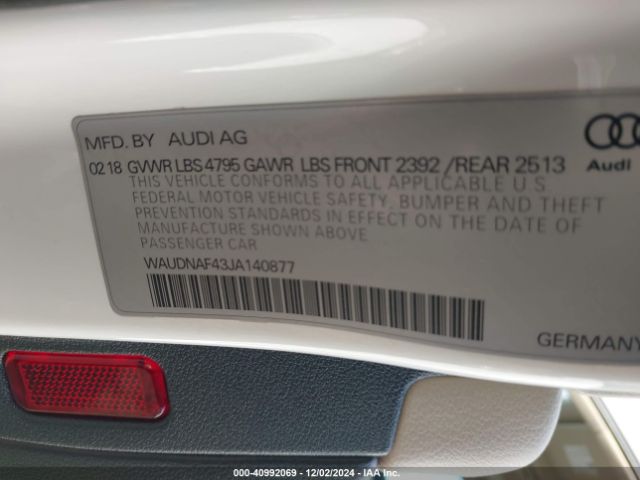 MFD. BY AUDI AG
02 18 GVWR LBS 4795 GAWR LBS FRONT 2392 / REAR 2513
THIS VEHICLE CONFORMS TO ALL APPLICABLE U S
FEDERAL MOTOR VEHICLE SAFETY, BUMPER AND THEFT
PREVENTION STANDARDS IN EFFECT ON THE DATE OF
MANUFACTURE SHOWN ABOVE
PASSENGER CAR
WAUDNAF43JA140877
Audi
GERMANY
000-40992069 - 12/02/2024 - IAAI.COM